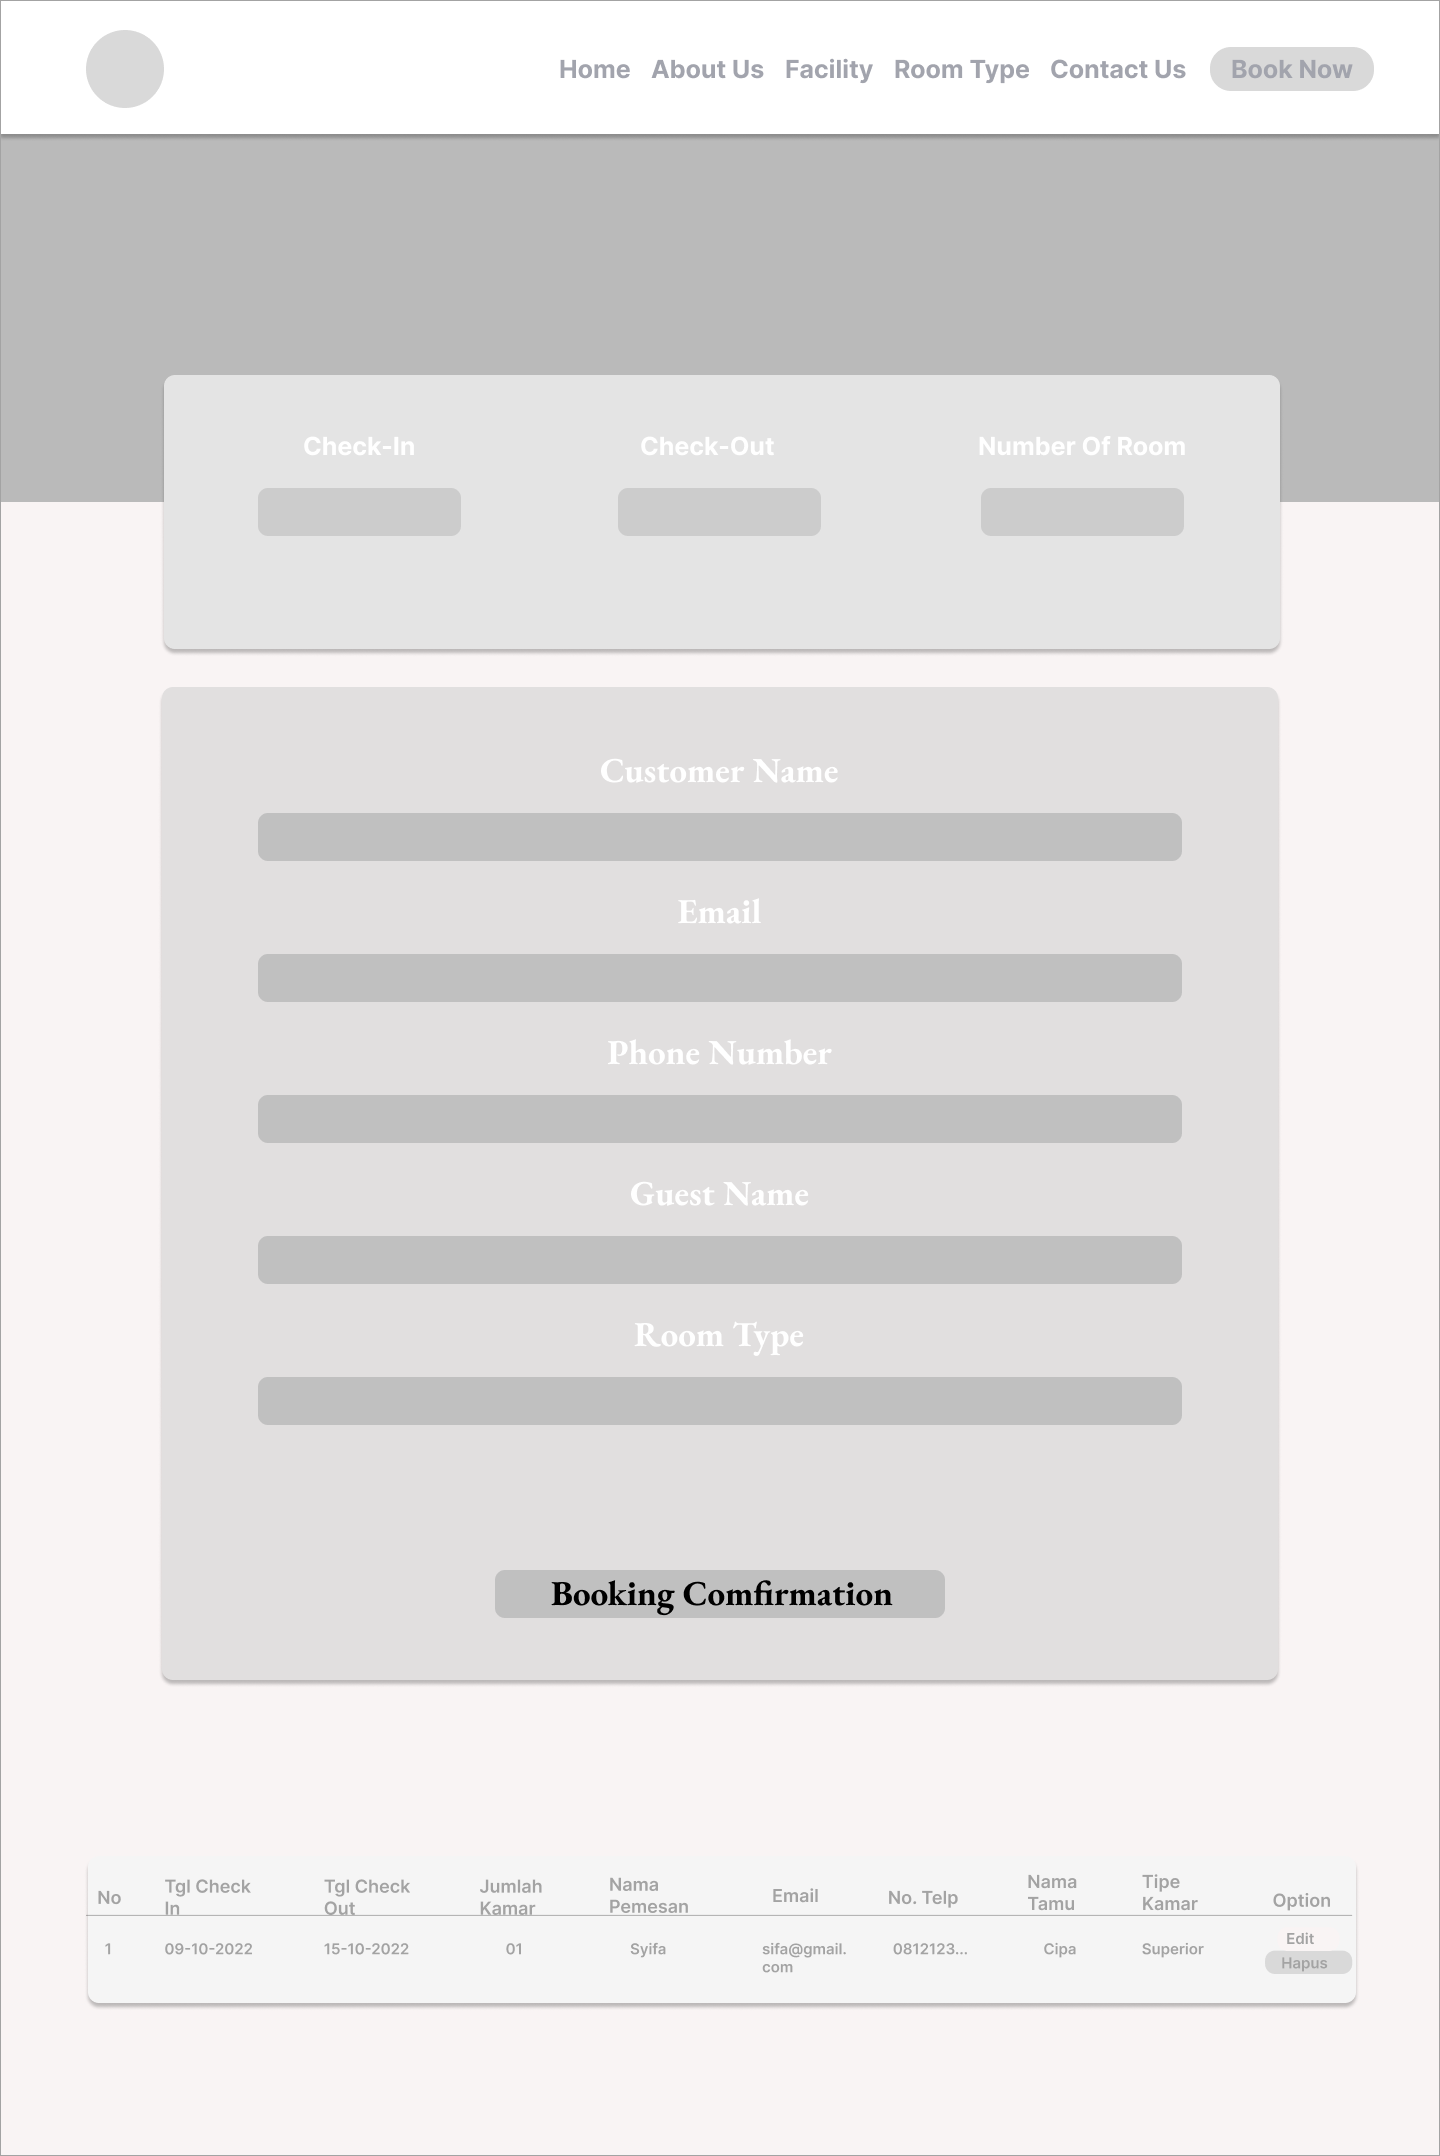 Home About Us Facility Room Type Contact Us Book Now
Check-In Check-Out Number Of Room
Customer Name
Email
Phone Number
Guest Name
Room Type
Booking Comfirmation
No Tgl Check In Tgl Check Out Jumlah Kamar Nama Pemesan Email No. Telp Nama Tamu Tipe Kamar Option
1 09-10-2022 15-10-2022 01 Syifa sifa@gmail.com 0812123... Cipa Superior Edit
Hapus